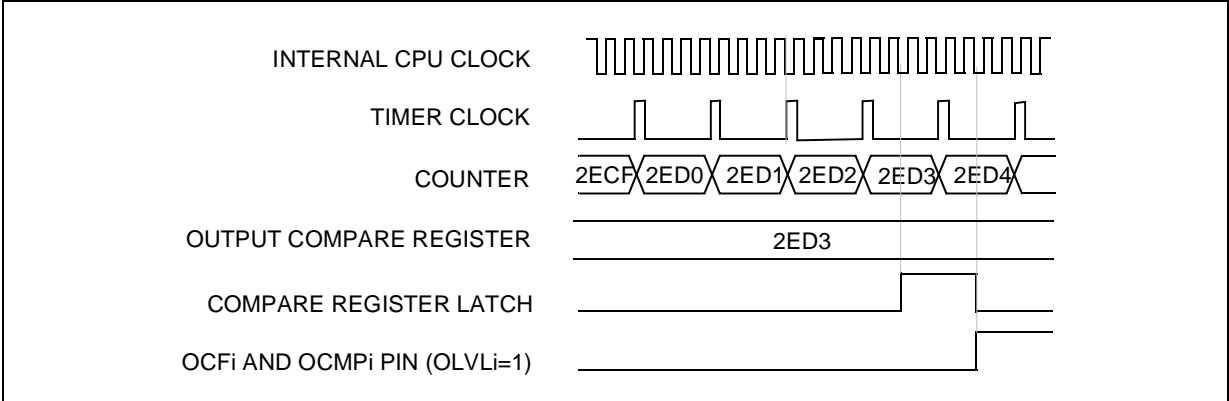 INTERNAL CPU CLOCK
TIMER CLOCK
COUNTER 2ECF 2ED0 2ED1 2ED2 2ED3 2ED4
OUTPUT COMPARE REGISTER 2ED3
COMPARE REGISTER LATCH
OCFi AND OCMPi PIN (OLVLi=1)